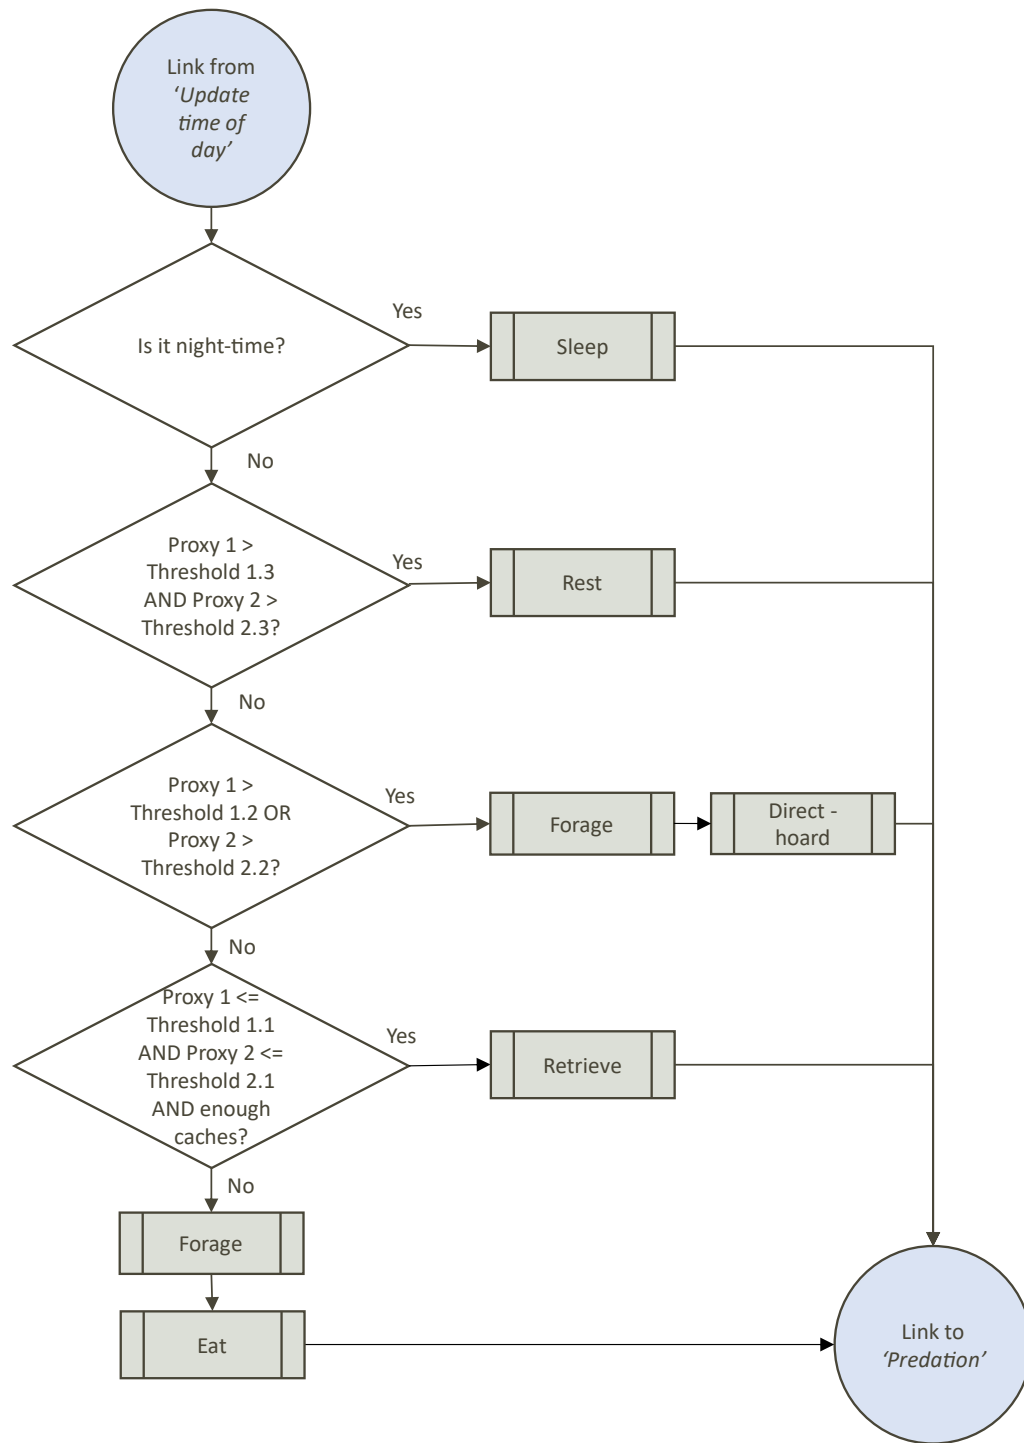 Link from
‘Update
time of
day’
Is it night-time?
Yes
Sleep
No
Proxy 1 >
Threshold 1.3
AND Proxy 2 >
Threshold 2.3?
Yes
Rest
No
Proxy 1 >
Threshold 1.2 OR
Proxy 2 >
Threshold 2.2?
Yes
Forage
Direct -
hoard
No
Proxy 1 <=
Threshold 1.1
AND Proxy 2 <=
Threshold 2.1
AND enough
caches?
Yes
Retrieve
No
Forage
Eat
Link to
‘Predation’